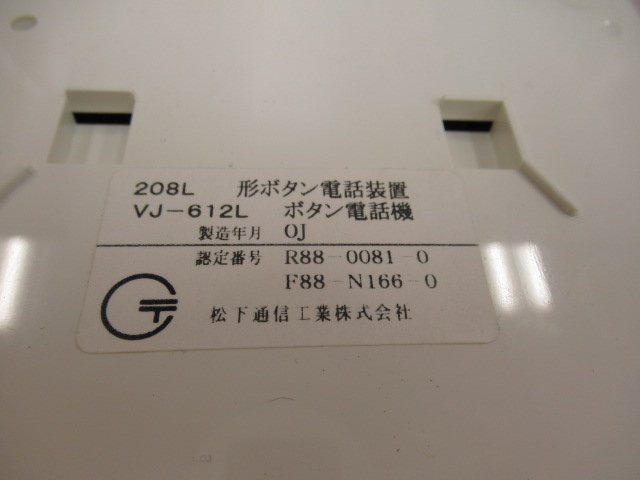 208L 形ボタン電話装置
VJ-612L ボタン電話機
製造年月 OJ
認定番号 R88-0081-0
F88-N166-0
松下通信工業株式会社